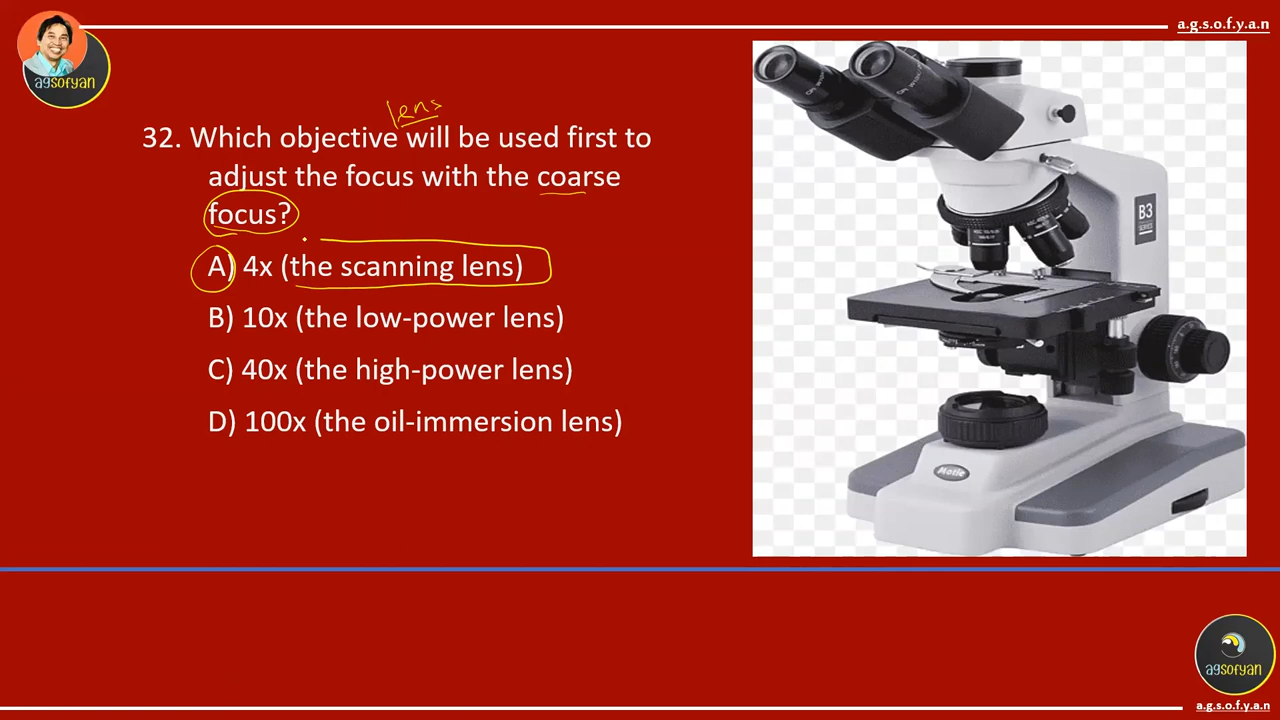 a.g.s.o.f.y.a.n
agsofyan
lens
32. Which objective will be used first to
adjust the focus with the coarse
focus?
A) 4x (the scanning lens)
B) 10x (the low-power lens)
C) 40x (the high-power lens)
D) 100x (the oil-immersion lens)
B3
Motic
agsofyan
a.g.s.o.f.y.a.n